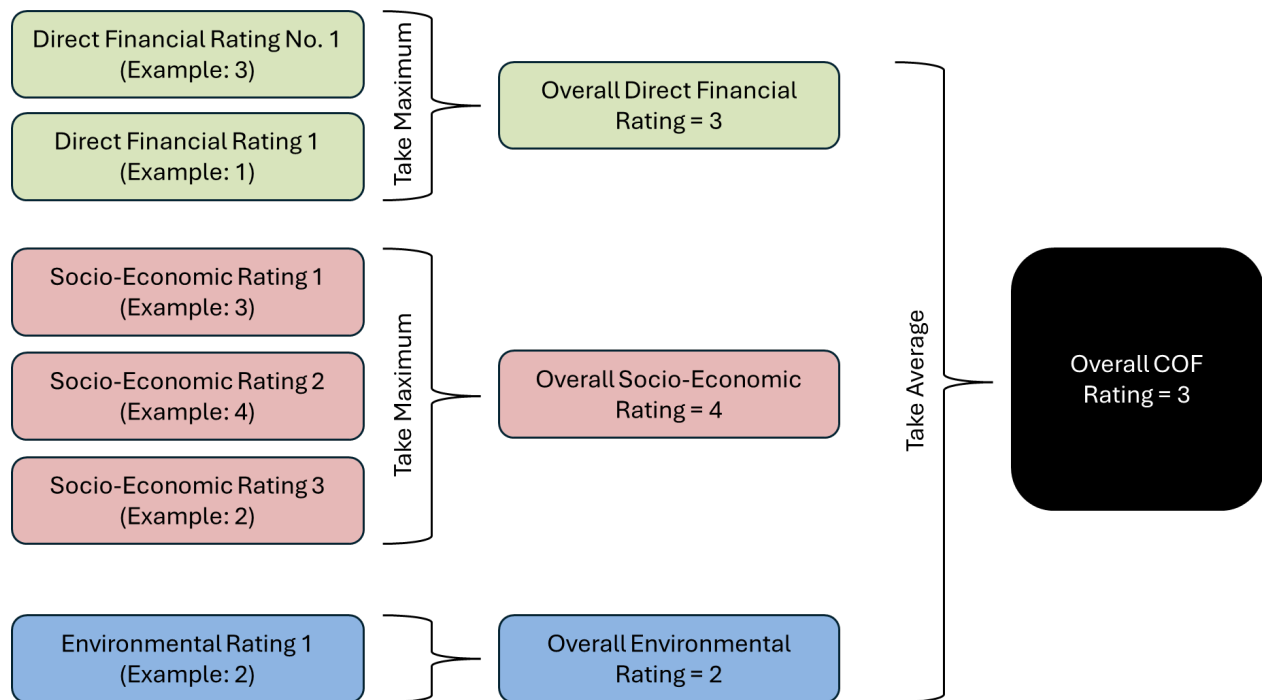 Direct Financial Rating No. 1
(Example: 3)
Direct Financial Rating 1
(Example: 1)
Take Maximum
Overall Direct Financial
Rating = 3
Socio-Economic Rating 1
(Example: 3)
Socio-Economic Rating 2
(Example: 4)
Socio-Economic Rating 3
(Example: 2)
Take Maximum
Overall Socio-Economic
Rating = 4
Environmental Rating 1
(Example: 2)
Overall Environmental
Rating = 2
Take Average
Overall COF
Rating = 3